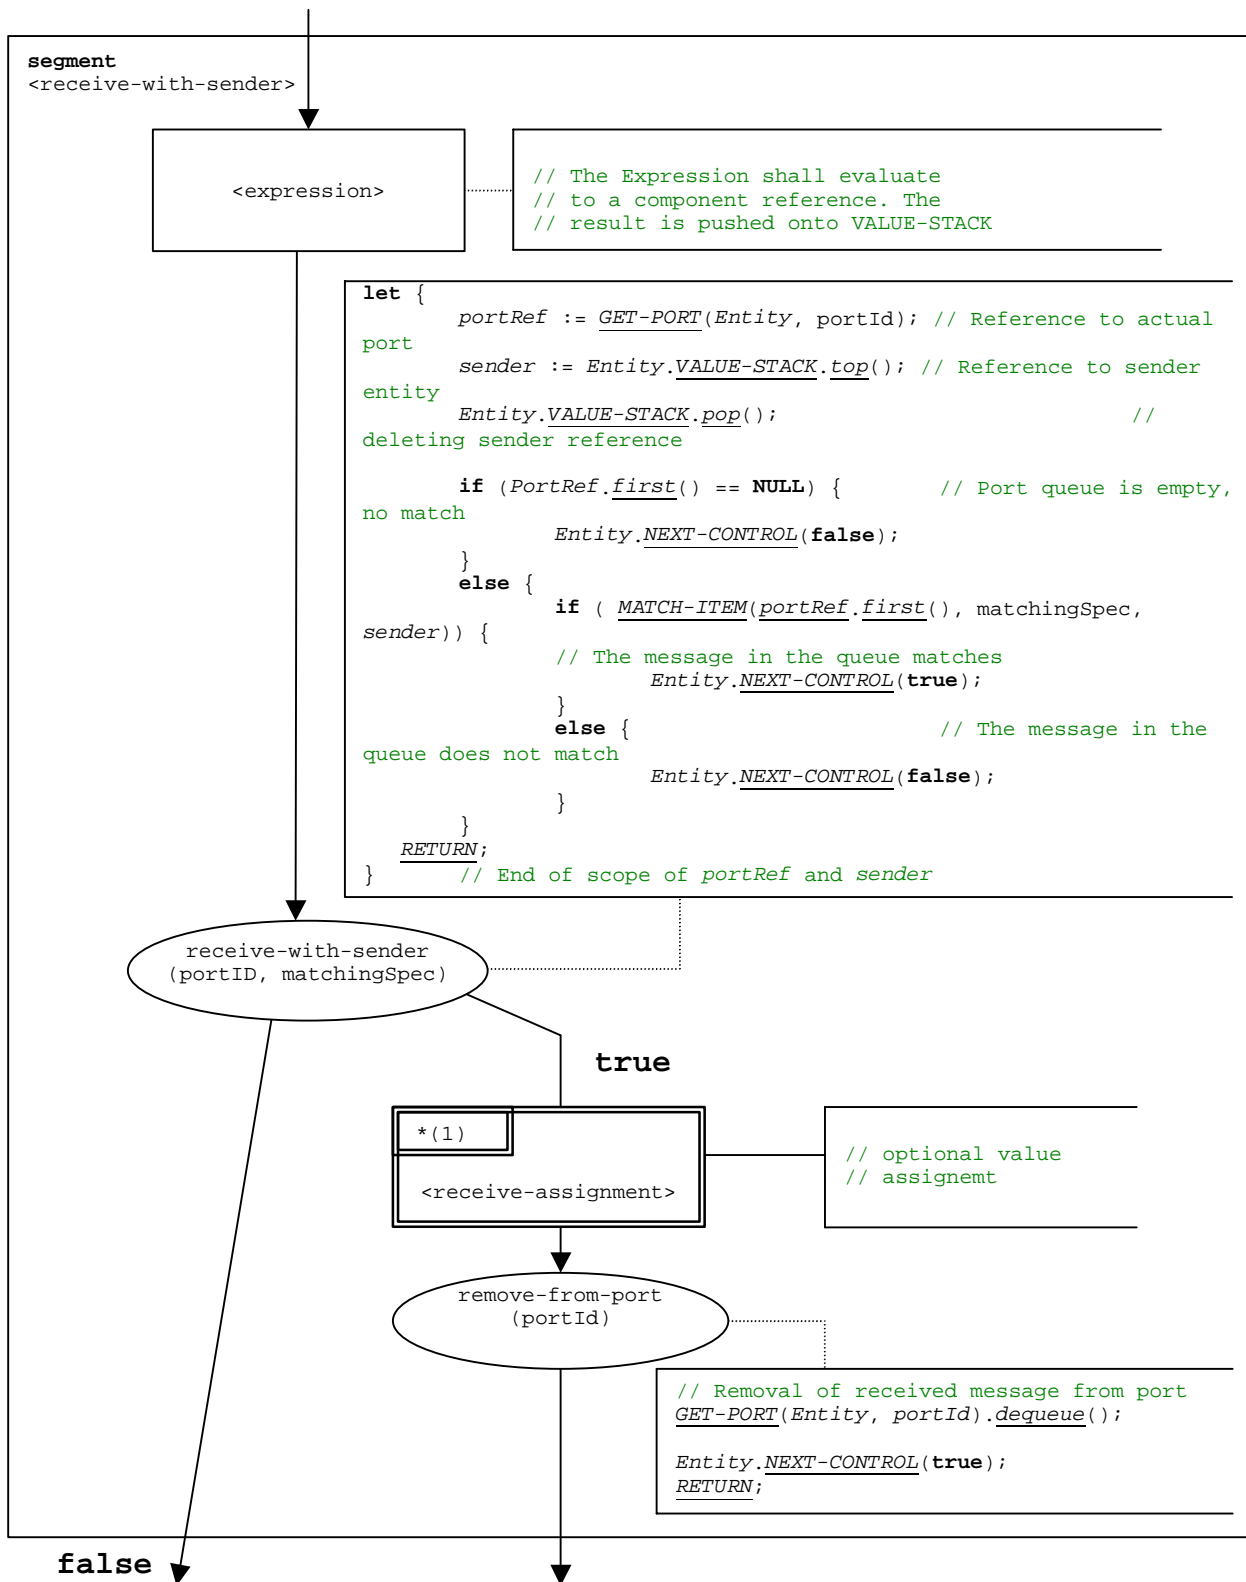 segment
<receive-with-sender>
<expression>
// The Expression shall evaluate
// to a component reference. The
// result is pushed onto VALUE-STACK
let {
portRef := GET-PORT(Entity, portId); // Reference to actual
port
sender := Entity.VALUE-STACK.top(); // Reference to sender
entity
Entity.VALUE-STACK.pop(); //
deleting sender reference
if (PortRef.first() == NULL) { // Port queue is empty,
no match
Entity.NEXT-CONTROL(false);
}
else {
if ( MATCH-ITEM(portRef.first(), matchingSpec,
sender)) {
// The message in the queue matches
Entity.NEXT-CONTROL(true);
}
else { // The message in the
queue does not match
Entity.NEXT-CONTROL(false);
}
}
RETURN;
} // End of scope of portRef and sender
receive-with-sender
(portID, matchingSpec)
true
*(1)
<receive-assignment>
// optional value
// assignemt
remove-from-port
(portId)
// Removal of received message from port
GET-PORT(Entity, portId).dequeue();
Entity.NEXT-CONTROL(true);
RETURN;
false